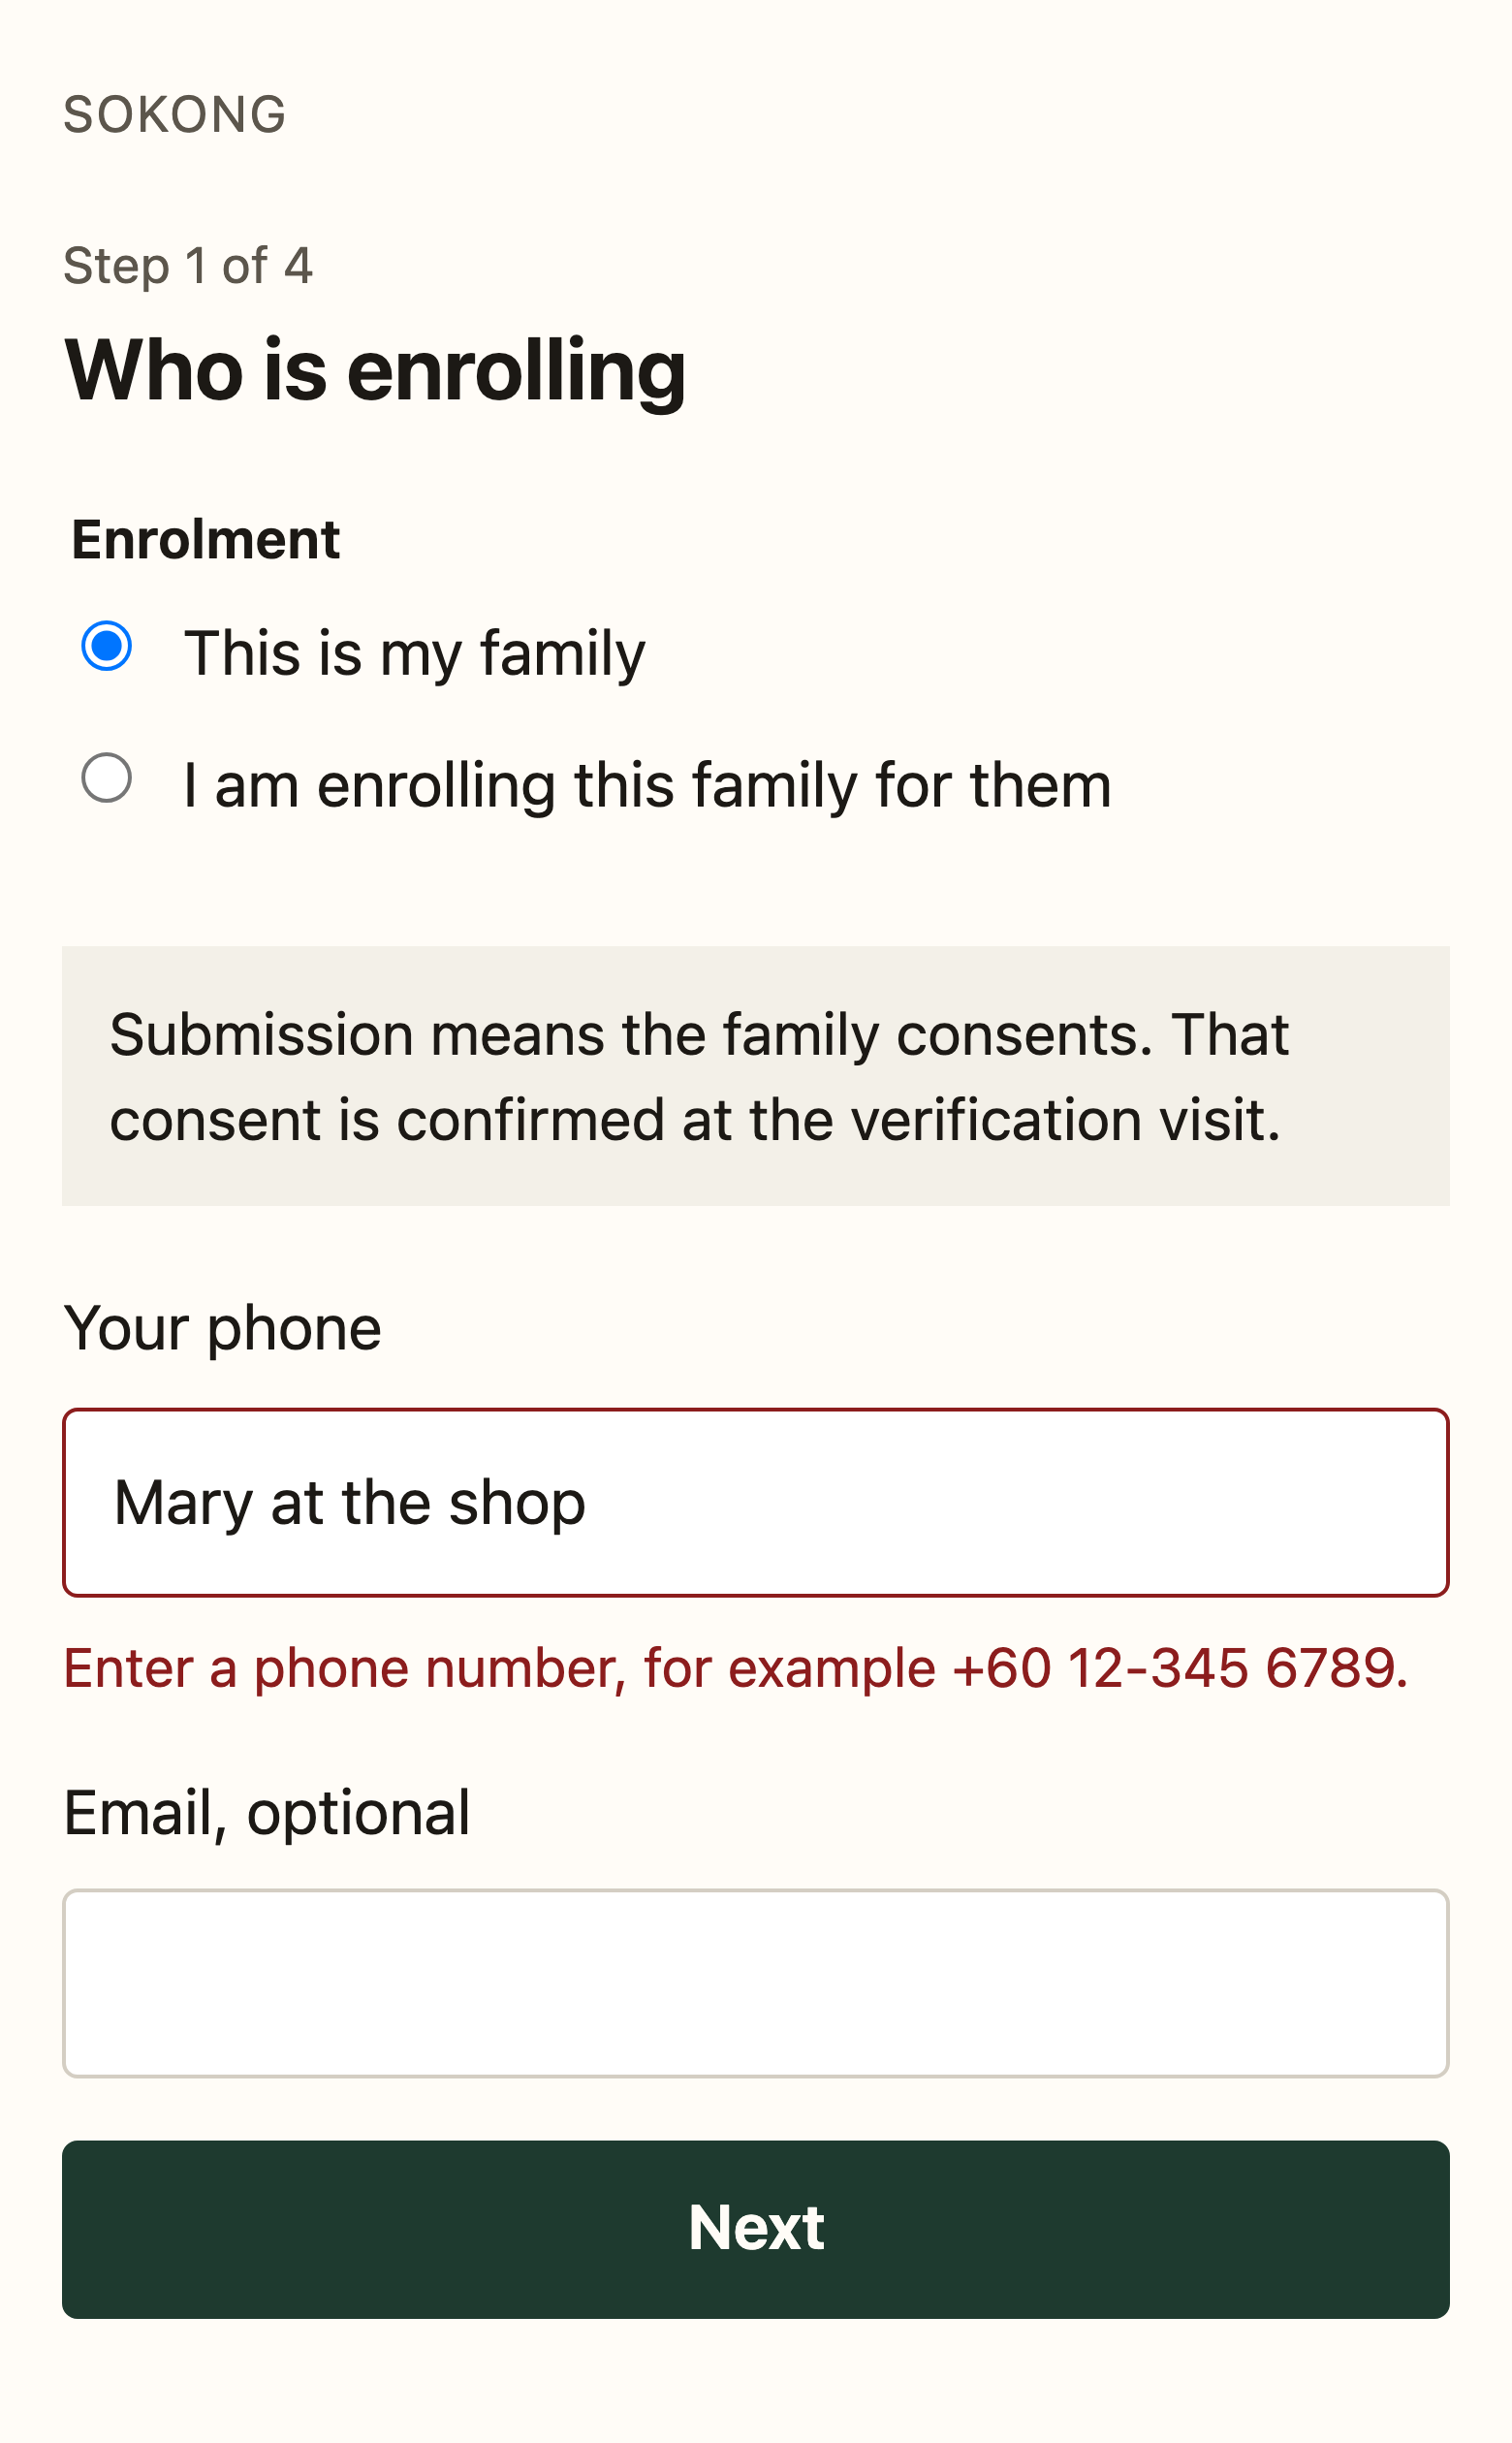 SOKONG
Step 1 of 4
Who is enrolling
Enrolment
This is my family
I am enrolling this family for them
Submission means the family consents. That
consent is confirmed at the verification visit.
Your phone
Mary at the shop
Enter a phone number, for example +60 12-345 6789.
Email, optional
Next